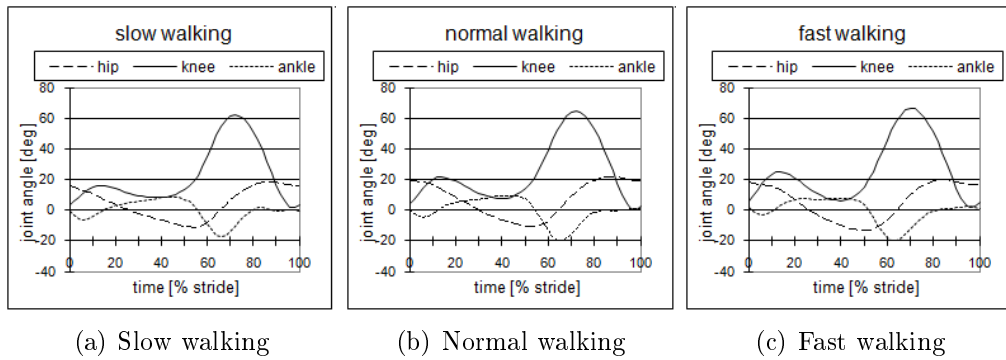 slow walking
hip knee ankle
joint angle [deg]
80
60
40
20
0
-20
-40
0 20 40 60 80 100
time [% stride]
(a) Slow walking
normal walking
hip knee ankle
joint angle [deg]
80
60
40
20
0
-20
-40
0 20 40 60 80 100
time [% stride]
(b) Normal walking
fast walking
hip knee ankle
joint angle [deg]
80
60
40
20
0
-20
-40
0 20 40 60 80 100
time [% stride]
(c) Fast walking